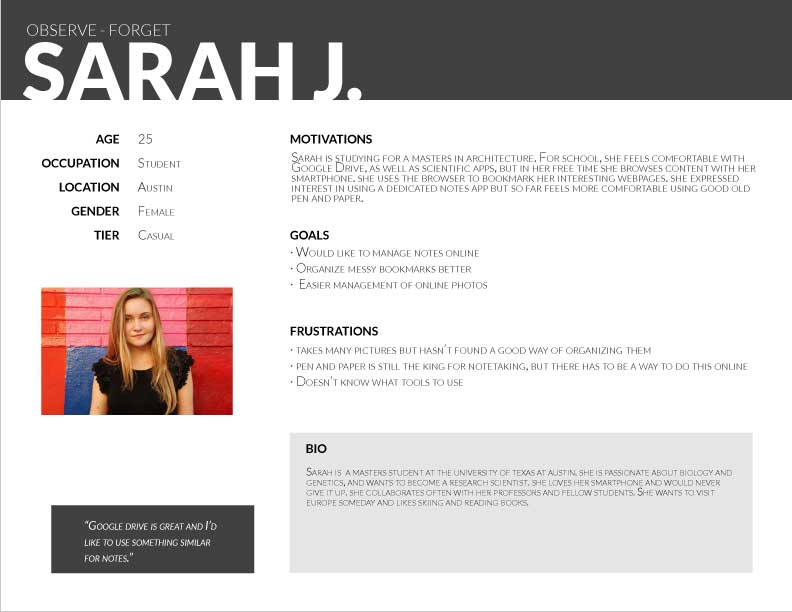 OBSERVE - FORGET
SARAH J.
AGE 25
OCCUPATION Student
LOCATION Austin
GENDER Female
TIER Casual
MOTIVATIONS
Sarah is studying for a masters in architecture. For school, she feels comfortable with
Google Drive, as well as scientific apps, but in her free time she browses content with her
smartphone. she uses the browser to bookmark her interesting webpages. she expressed
interest in using a dedicated notes app but so far feels more comfortable using good old
pen and paper.
GOALS
· Would like to manage notes online
· Organize messy bookmarks better
· Easier management of online photos
FRUSTRATIONS
· takes many pictures but hasn't found a good way of organizing them
· pen and paper is still the king for notetaking, but there has to be a way to do this online
· Doesn't know what tools to use
BIO
Sarah is a masters student at the university of texas at austin. she is passionate about biology and
genetics, and wants to become a research scientist. she loves her smartphone and would never
give it up. she collaborates often with her professors and fellow students. She wants to visit
europe someday and likes skiing and reading books.
“Google drive is great and I'd
like to use something similar
for notes.”